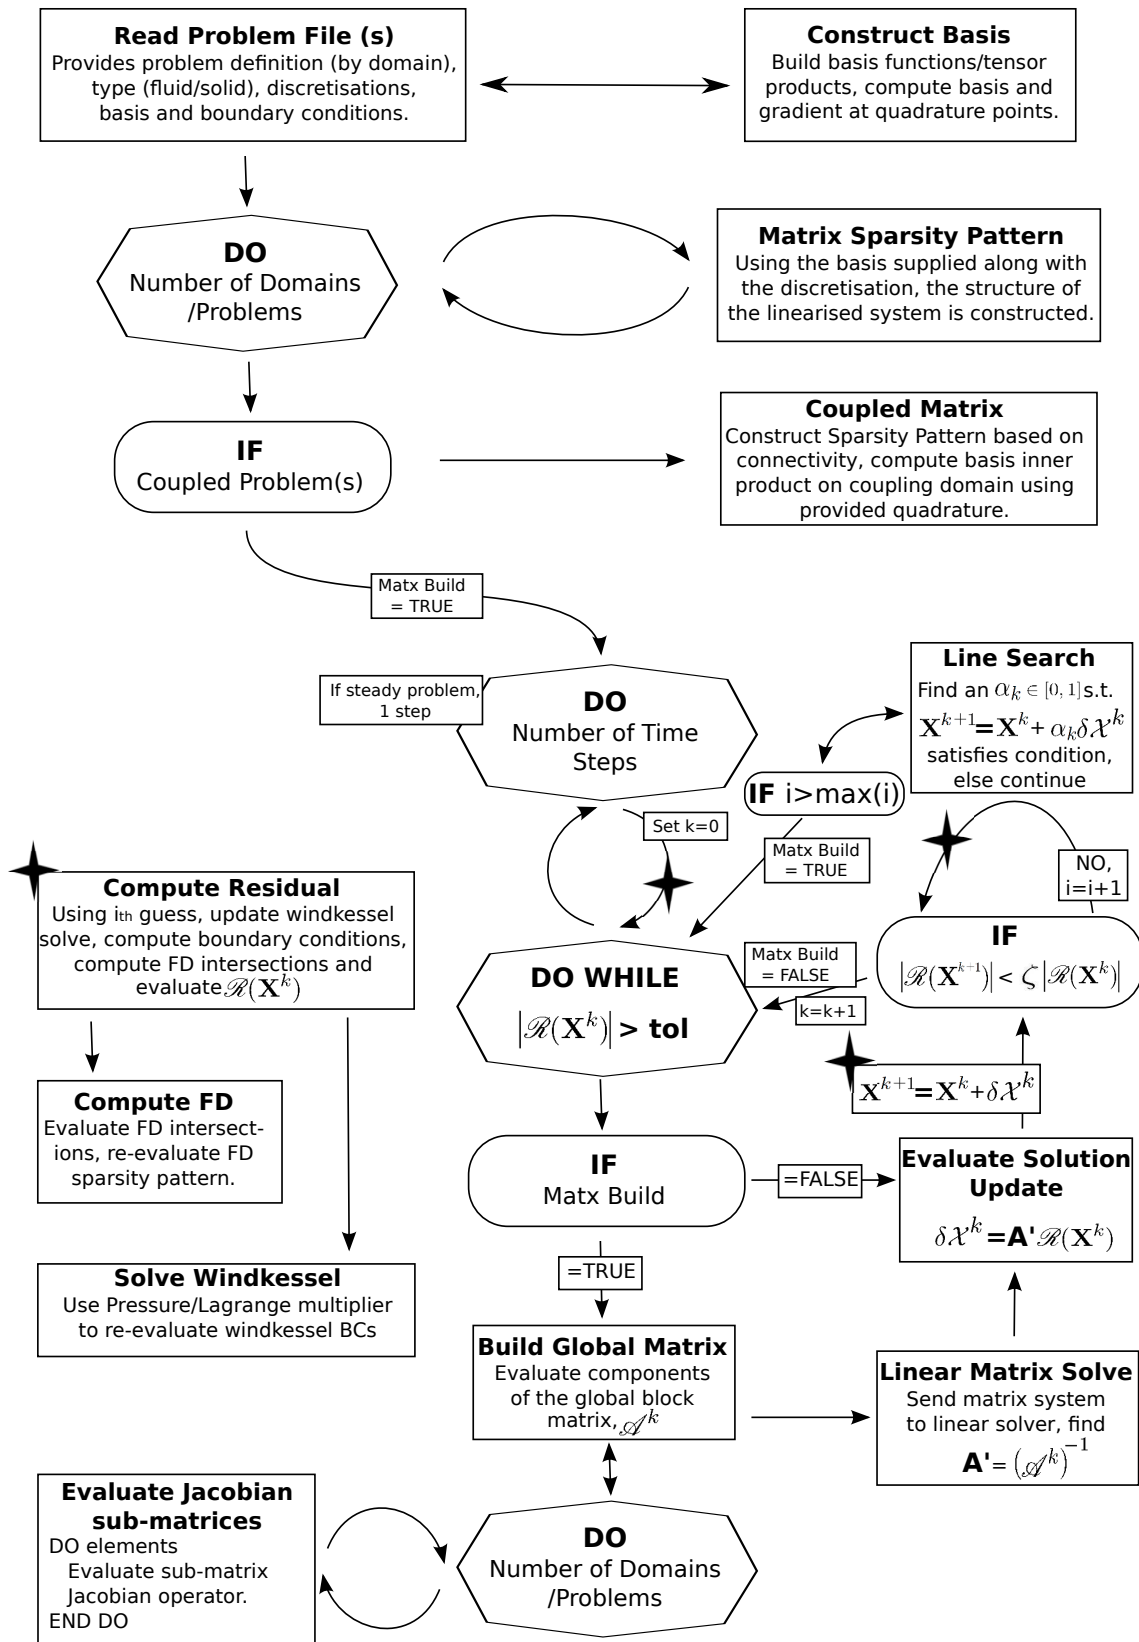 Read Problem File (s)
Provides problem definition (by domain),
type (fluid/solid), discretisations,
basis and boundary conditions.
Construct Basis
Build basis functions/tensor
products, compute basis and
gradient at quadrature points.
DO
Number of Domains
/Problems
Matrix Sparsity Pattern
Using the basis supplied along with
the discretisation, the structure of
the linearised system is constructed.
IF
Coupled Problem(s)
Coupled Matrix
Construct Sparsity Pattern based on
connectivity, compute basis inner
product on coupling domain using
provided quadrature.
Matx Build
= TRUE
If steady problem,
1 step
DO
Number of Time
Steps
Line Search
Find an α_k ∈ [0, 1] s.t.
X^{k+1}=X^k + α_k δ𝒳^k
satisfies condition,
else continue
IF i>max(i)
Set k=0
Matx Build
= TRUE
NO,
i=i+1
Compute Residual
Using ith guess, update windkessel
solve, compute boundary conditions,
compute FD intersections and
evaluate ℛ(X^k)
DO WHILE
|ℛ(X^k)| > tol
Matx Build
= FALSE
k=k+1
IF
|ℛ(X^{k+1})| < ζ |ℛ(X^k)|
X^{k+1}=X^k + δ𝒳^k
Compute FD
Evaluate FD intersect-
ions, re-evaluate FD
sparsity pattern.
IF
Matx Build
=FALSE
Evaluate Solution
Update
δ𝒳^k =A'ℛ(X^k)
=TRUE
Solve Windkessel
Use Pressure/Lagrange multiplier
to re-evaluate windkessel BCs
Build Global Matrix
Evaluate components
of the global block
matrix, 𝒜^k
Linear Matrix Solve
Send matrix system
to linear solver, find
A'= (𝒜^k)^{-1}
Evaluate Jacobian
sub-matrices
DO elements
Evaluate sub-matrix
Jacobian operator.
END DO
DO
Number of Domains
/Problems